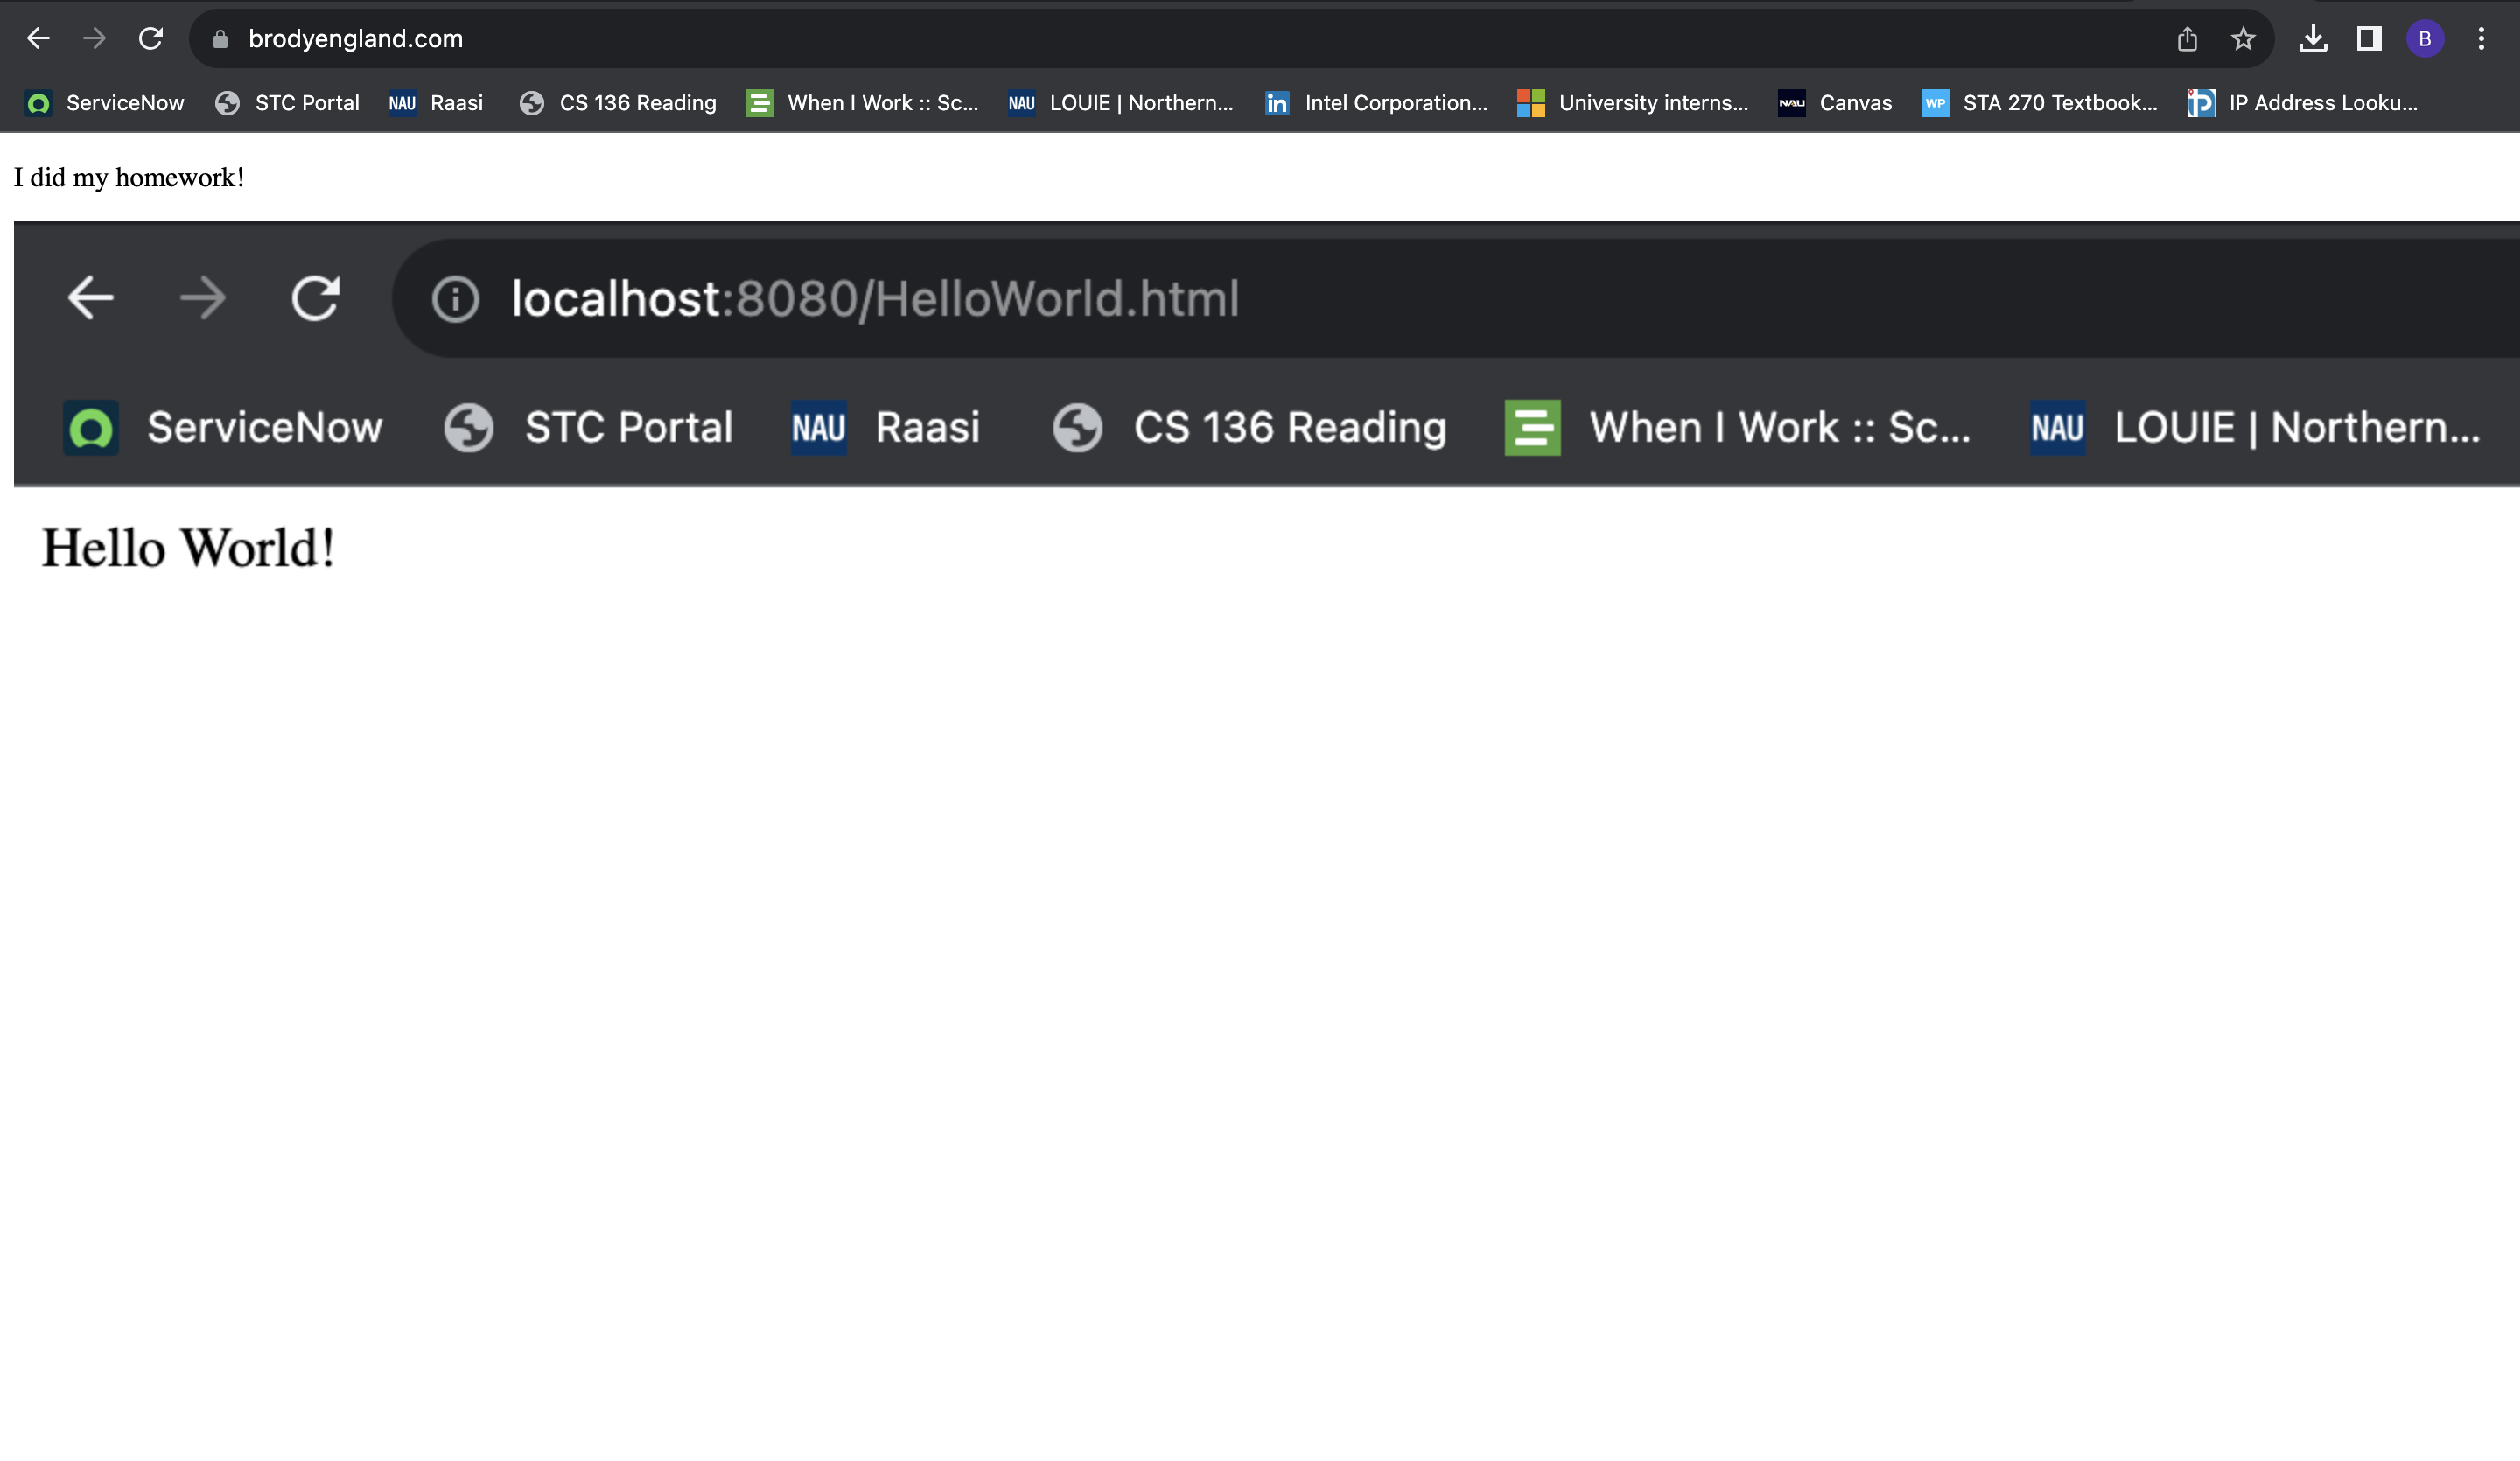 brodyengland.com B
ServiceNow STC Portal NAU Raasi CS 136 Reading When I Work :: Sc... NAU LOUIE | Northern... in Intel Corporation... University interns... NAU Canvas WP STA 270 Textbook... IP IP Address Looku...
I did my homework!
localhost:8080/HelloWorld.html
ServiceNow STC Portal NAU Raasi CS 136 Reading When I Work :: Sc... NAU LOUIE | Northern...
Hello World!